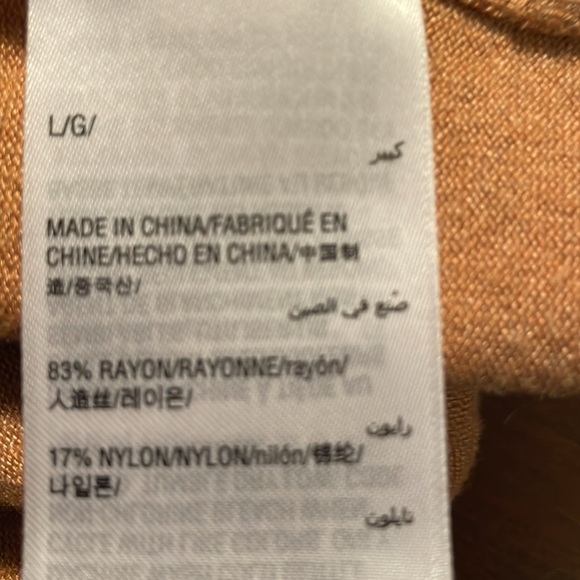 L/G/
كبير
MADE IN CHINA/FABRIQUÉ EN
CHINE/HECHO EN CHINA/中国制
造/중국산/
صنع في الصين
83% RAYON/RAYONNE/rayón/
人造丝/레이온/
رايون
17% NYLON/NYLON/nilón/锦纶/
나일론/
نايلون